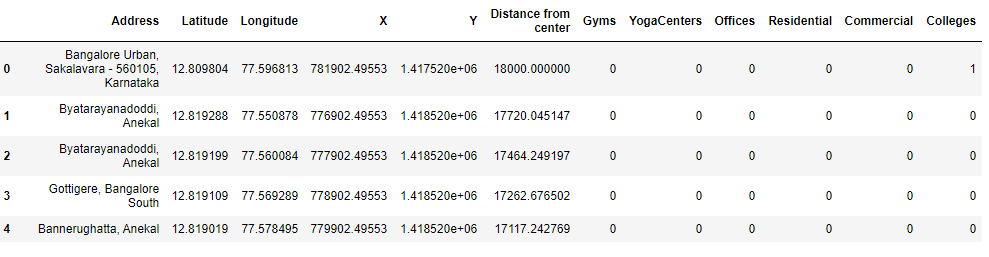 Address Latitude Longitude X Y Distance from center Gyms YogaCenters Offices Residential Commercial Colleges
0 Bangalore Urban, Sakalavara - 560105, Karnataka 12.809804 77.596813 781902.49553 1.417520e+06 18000.000000 0 0 0 0 0 1
1 Byatarayanadoddi, Anekal 12.819288 77.550878 776902.49553 1.418520e+06 17720.045147 0 0 0 0 0 0
2 Byatarayanadoddi, Anekal 12.819199 77.560084 777902.49553 1.418520e+06 17464.249197 0 0 0 0 0 0
3 Gottigere, Bangalore South 12.819109 77.569289 778902.49553 1.418520e+06 17262.676502 0 0 0 0 0 0
4 Bannerughatta, Anekal 12.819019 77.578495 779902.49553 1.418520e+06 17117.242769 0 0 0 0 0 0